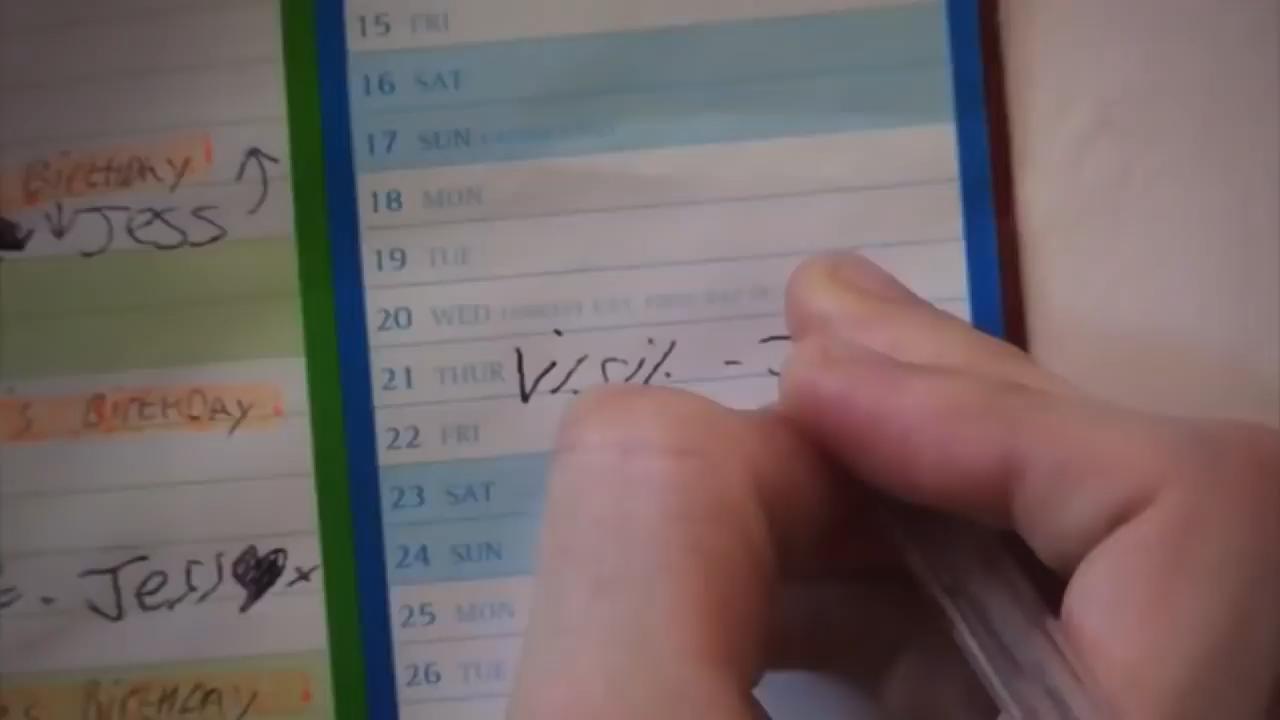 BirthDAY
Jess
's BirthDAY
Jess
BirthDAY
15 FRI
16 SAT
17 SUN
18 MON
19 TUE
20 WED
21 THUR Visit - J
22 FRI
23 SAT
24 SUN
25 MON
26 TUE